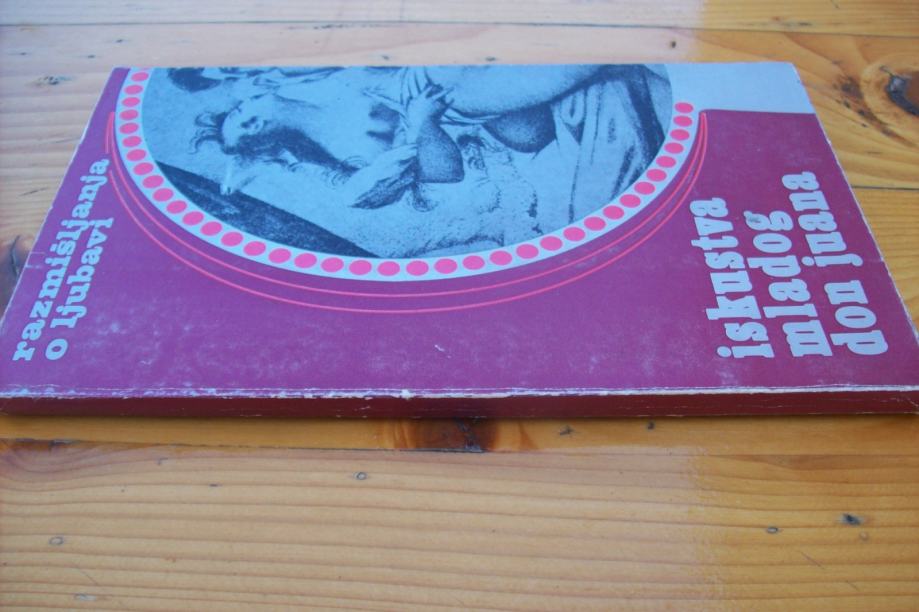 razmišljanja
o ljubavi
iskustva
mladog
don juana